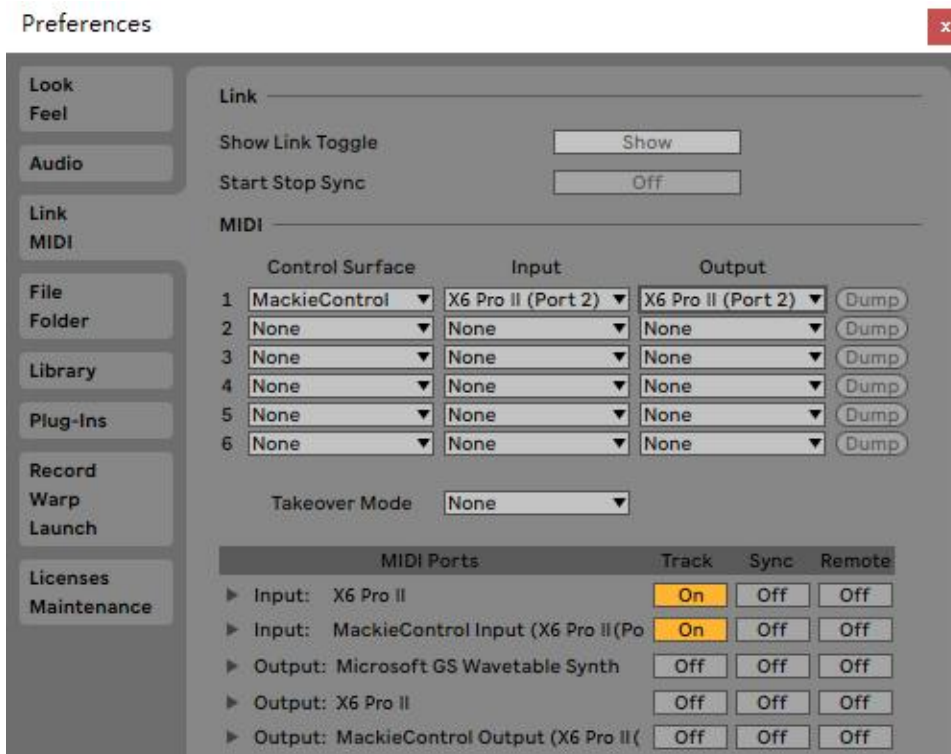 Preferences
x
Look
Feel
Audio
Link
MIDI
File
Folder
Library
Plug-Ins
Record
Warp
Launch
Licenses
Maintenance
Link
Show Link Toggle Show
Start Stop Sync Off
MIDI
Control Surface Input Output
1 MackieControl X6 Pro II (Port 2) X6 Pro II (Port 2) Dump
2 None None None Dump
3 None None None Dump
4 None None None Dump
5 None None None Dump
6 None None None Dump
Takeover Mode None
MIDI Ports Track Sync Remote
Input: X6 Pro II On Off Off
Input: MackieControl Input (X6 Pro II(Po On Off Off
Output: Microsoft GS Wavetable Synth Off Off Off
Output: X6 Pro II Off Off Off
Output: MackieControl Output (X6 Pro II( Off Off Off